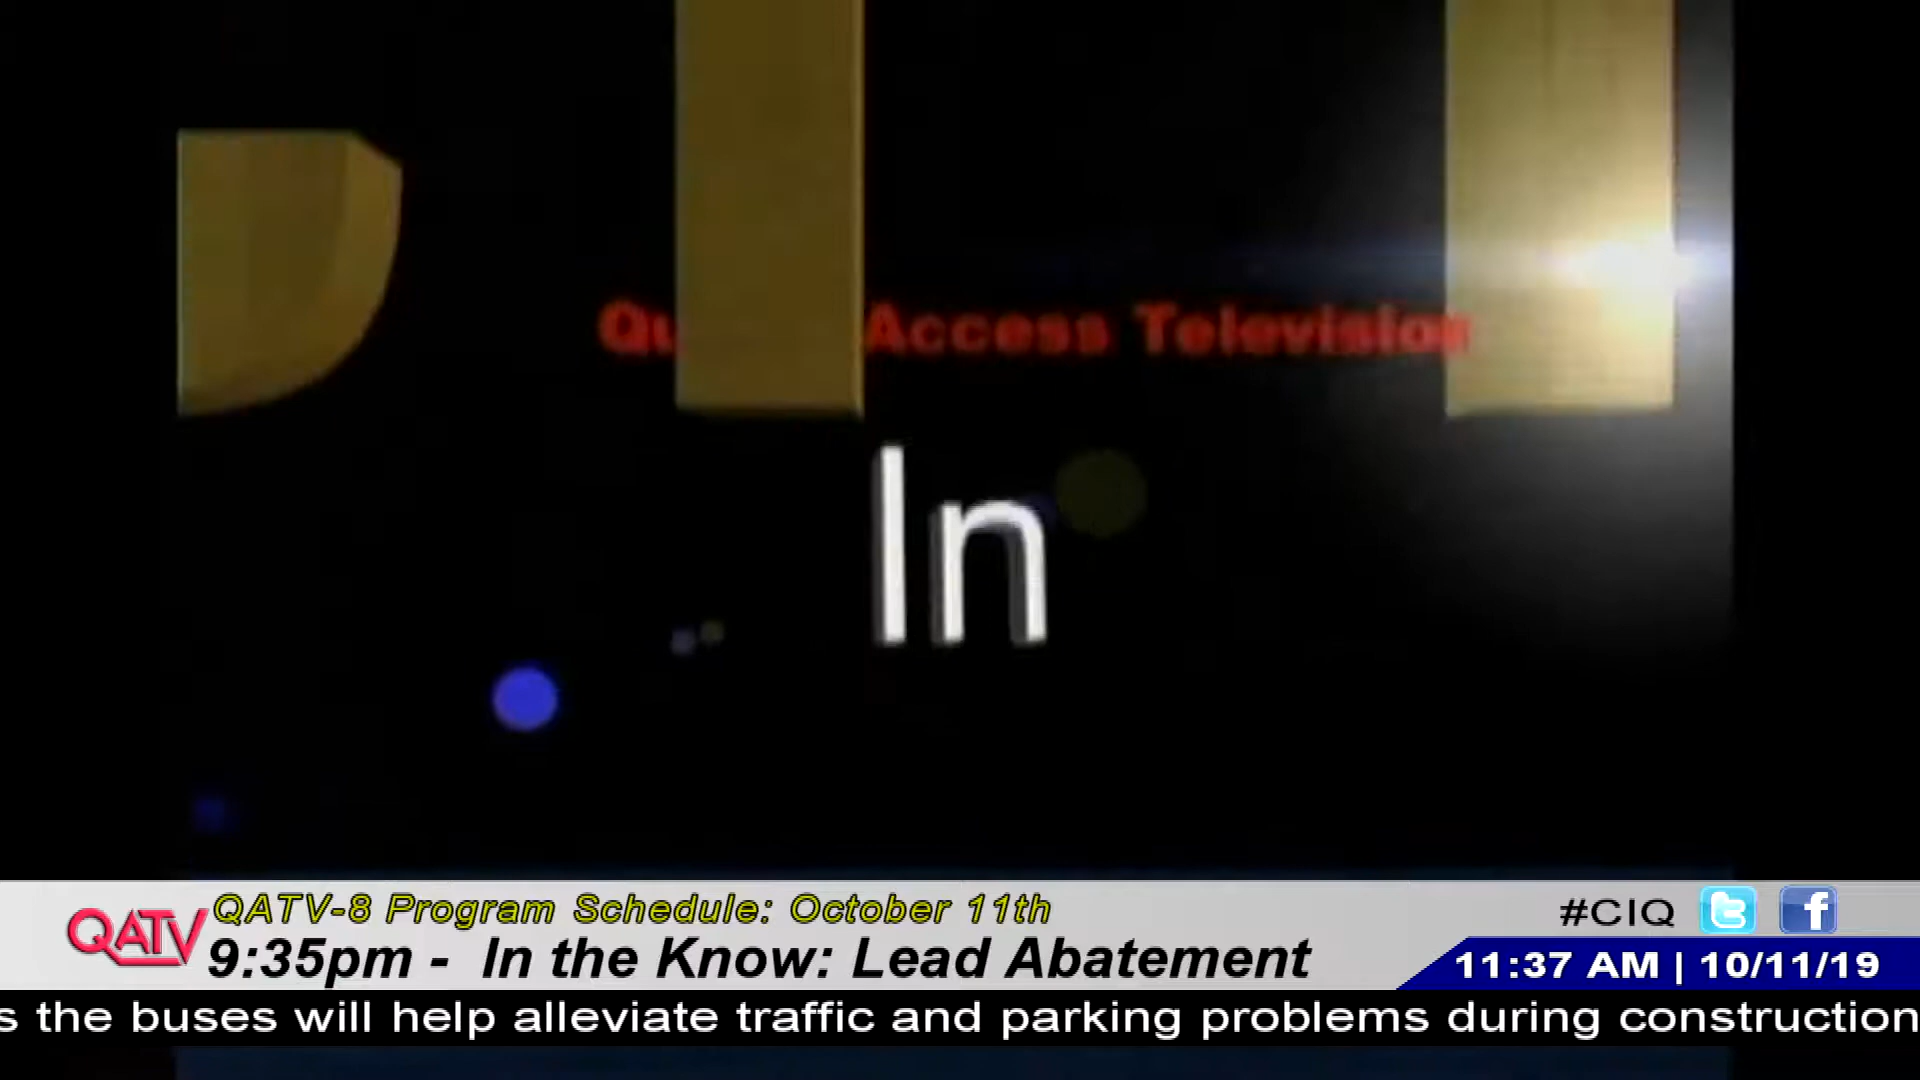 Access Television
In
QATV
QATV-8 Program Schedule: October 11th
9:35pm - In the Know: Lead Abatement
#CIQ
11:37 AM | 10/11/19
s the buses will help alleviate traffic and parking problems during construction